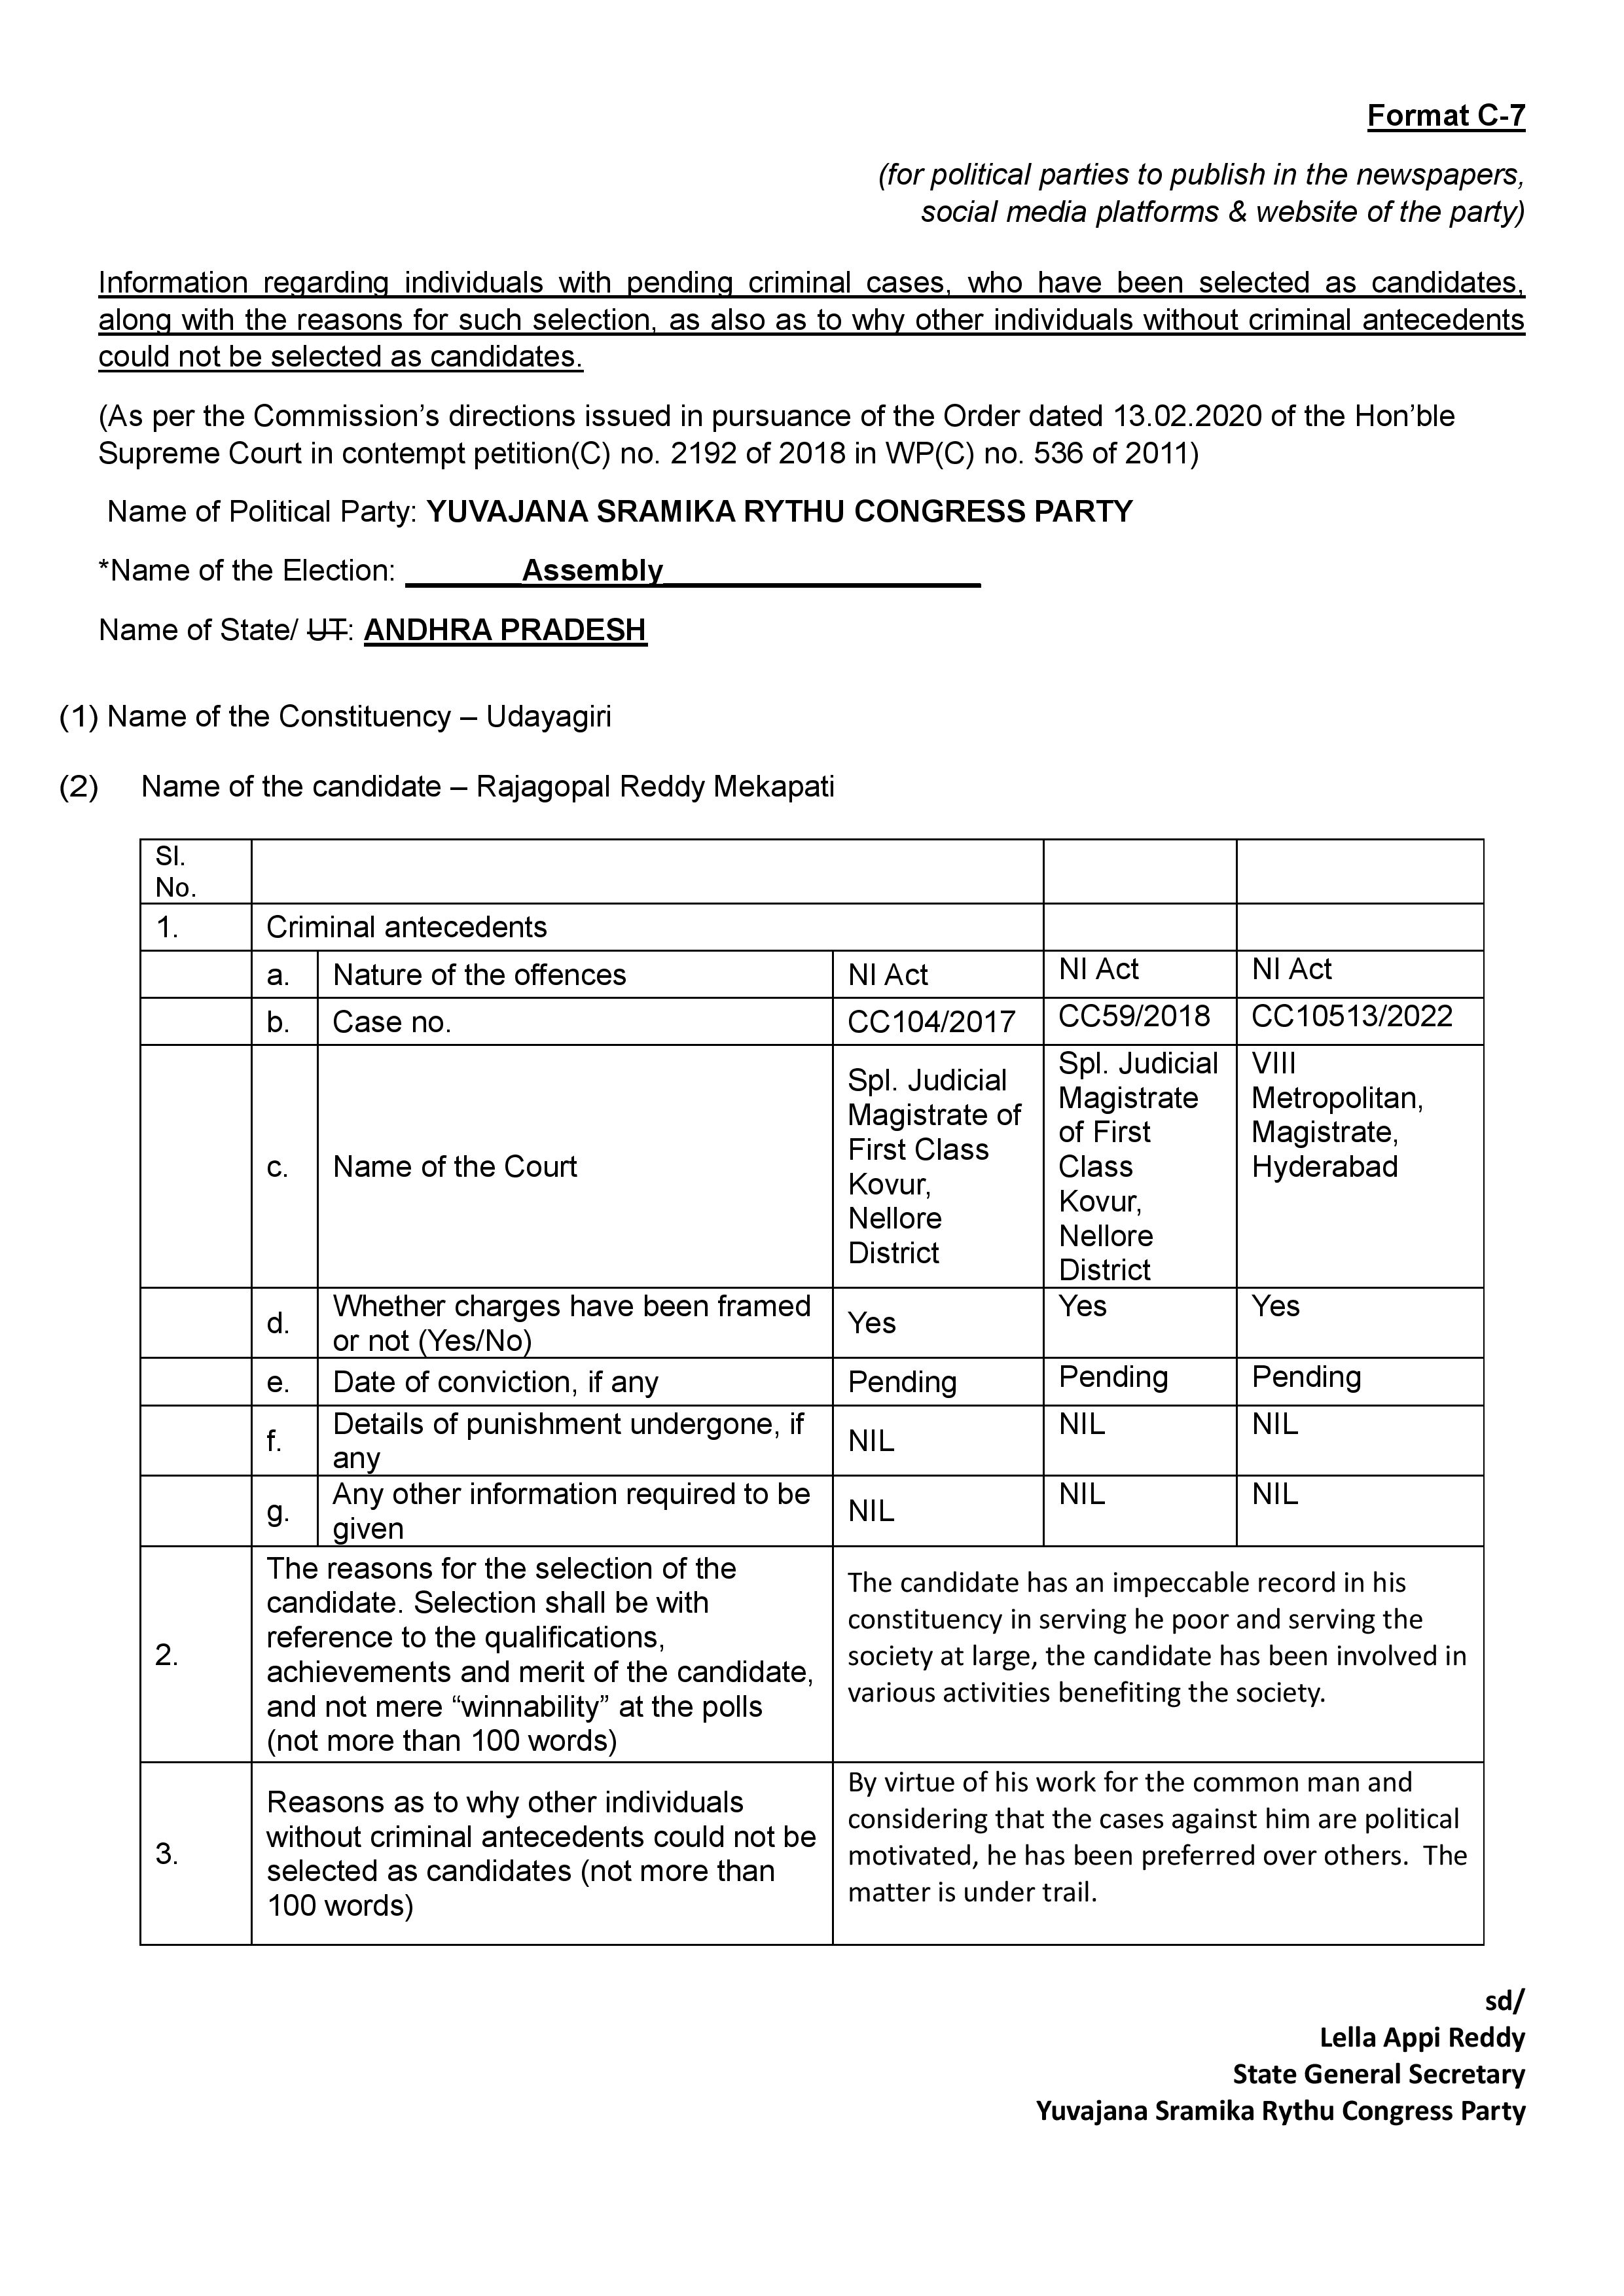 Format C-7
(for political parties to publish in the newspapers,
social media platforms & website of the party)
Information regarding individuals with pending criminal cases, who have been selected as candidates,
along with the reasons for such selection, as also as to why other individuals without criminal antecedents
could not be selected as candidates.
(As per the Commission’s directions issued in pursuance of the Order dated 13.02.2020 of the Hon’ble
Supreme Court in contempt petition(C) no. 2192 of 2018 in WP(C) no. 536 of 2011)
Name of Political Party: YUVAJANA SRAMIKA RYTHU CONGRESS PARTY
*Name of the Election: Assembly
Name of State/ UT: ANDHRA PRADESH
(1) Name of the Constituency – Udayagiri
(2) Name of the candidate – Rajagopal Reddy Mekapati
Sl.
No.
1. Criminal antecedents
a. Nature of the offences NI Act NI Act NI Act
b. Case no. CC104/2017 CC59/2018 CC10513/2022
c. Name of the Court
Spl. Judicial
Magistrate of
First Class
Kovur,
Nellore
District
Spl. Judicial
Magistrate
of First
Class
Kovur,
Nellore
District
VIII
Metropolitan,
Magistrate,
Hyderabad
d. Whether charges have been framed
or not (Yes/No)
Yes Yes Yes
e. Date of conviction, if any Pending Pending Pending
f. Details of punishment undergone, if
any
NIL NIL NIL
g. Any other information required to be
given
NIL NIL NIL
2.
The reasons for the selection of the
candidate. Selection shall be with
reference to the qualifications,
achievements and merit of the candidate,
and not mere “winnability” at the polls
(not more than 100 words)
The candidate has an impeccable record in his
constituency in serving he poor and serving the
society at large, the candidate has been involved in
various activities benefiting the society.
3.
Reasons as to why other individuals
without criminal antecedents could not be
selected as candidates (not more than
100 words)
By virtue of his work for the common man and
considering that the cases against him are political
motivated, he has been preferred over others. The
matter is under trail.
sd/
Lella Appi Reddy
State General Secretary
Yuvajana Sramika Rythu Congress Party